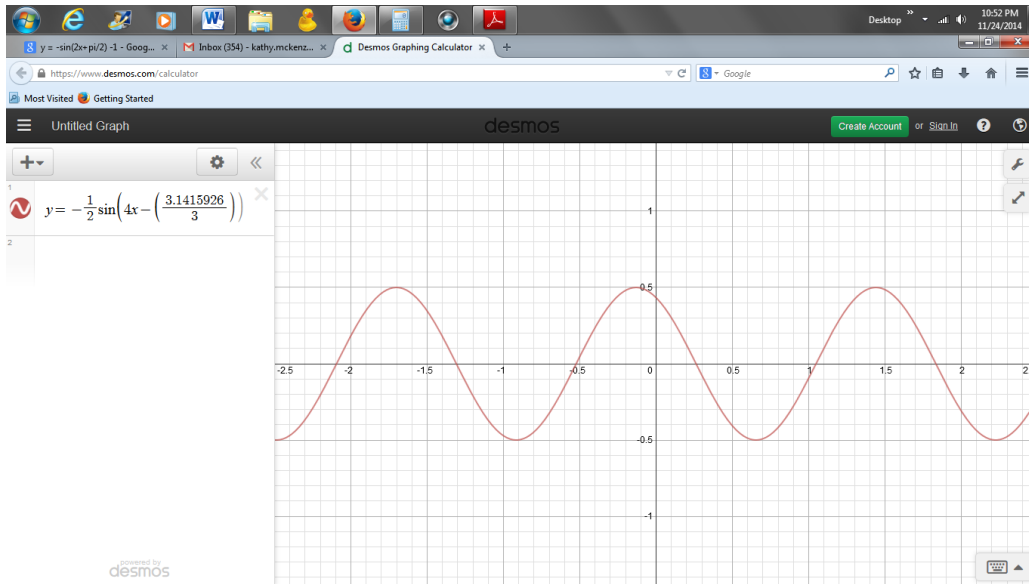 Desktop
»
10:52 PM
11/24/2014
y = -sin(2x+pi/2) -1 - Goog... ×
Inbox (354) - kathy.mckenz... ×
Desmos Graphing Calculator ×
+
https://www.desmos.com/calculator
Google
Most Visited
Getting Started
Untitled Graph
desmos
Create Account or Sign In ?
1
y = -1/2 sin(4x-(3.1415926/3))
2
powered by
desmos
1
0.5
-2.5 -2 -1.5 -1 -0.5 0 0.5 1 1.5 2 2
-0.5
-1